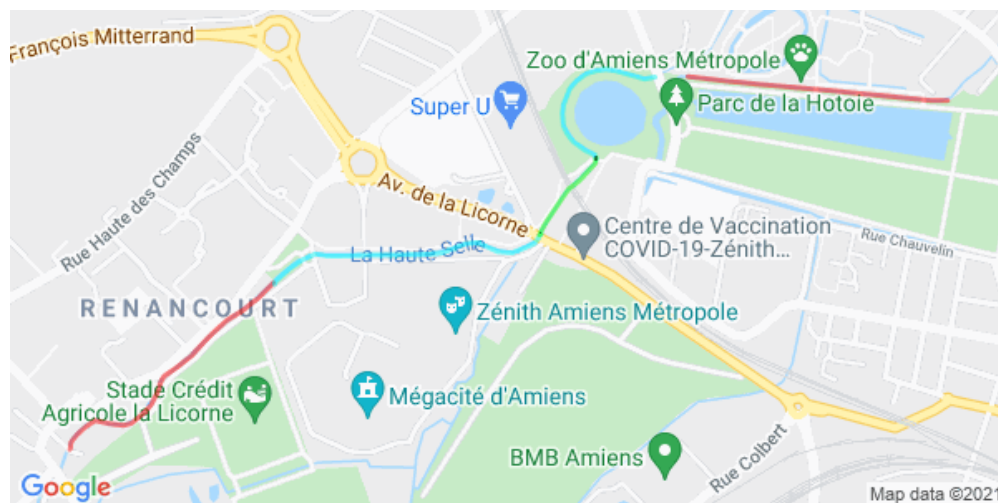 François Mitterrand
Zoo d'Amiens Métropole
Super U
Parc de la Hotoie
Rue Haute des Champs
Av. de la Licorne
Centre de Vaccination
COVID-19-Zénith...
Rue Chauvelin
La Haute Selle
RENANCOURT
Zénith Amiens Métropole
Stade Crédit
Agricole la Licorne
Mégacité d'Amiens
BMB Amiens
Rue Colbert
Google
Map data ©2021